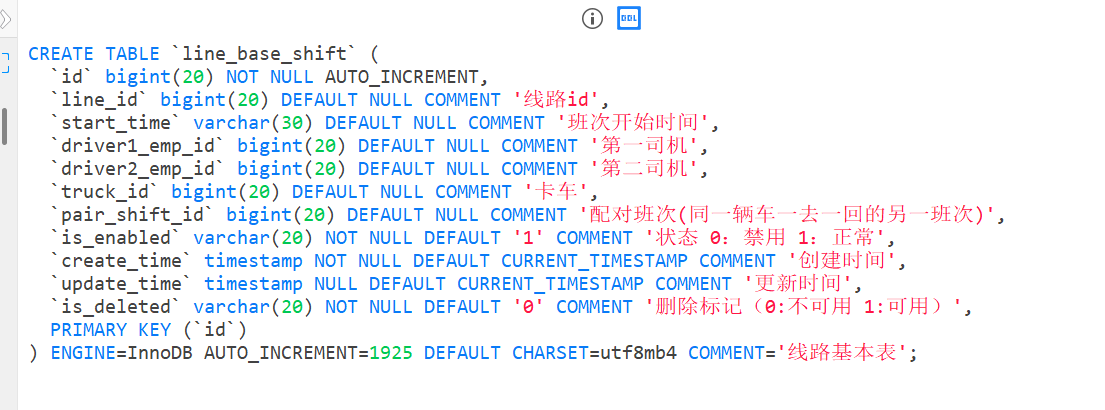 DDL
CREATE TABLE `line_base_shift` (
  `id` bigint(20) NOT NULL AUTO_INCREMENT,
  `line_id` bigint(20) DEFAULT NULL COMMENT '线路id',
  `start_time` varchar(30) DEFAULT NULL COMMENT '班次开始时间',
  `driver1_emp_id` bigint(20) DEFAULT NULL COMMENT '第一司机',
  `driver2_emp_id` bigint(20) DEFAULT NULL COMMENT '第二司机',
  `truck_id` bigint(20) DEFAULT NULL COMMENT '卡车',
  `pair_shift_id` bigint(20) DEFAULT NULL COMMENT '配对班次(同一辆车一去一回的另一班次)',
  `is_enabled` varchar(20) NOT NULL DEFAULT '1' COMMENT '状态 0：禁用 1：正常',
  `create_time` timestamp NOT NULL DEFAULT CURRENT_TIMESTAMP COMMENT '创建时间',
  `update_time` timestamp NULL DEFAULT CURRENT_TIMESTAMP COMMENT '更新时间',
  `is_deleted` varchar(20) NOT NULL DEFAULT '0' COMMENT '删除标记（0:不可用 1:可用）',
  PRIMARY KEY (`id`)
) ENGINE=InnoDB AUTO_INCREMENT=1925 DEFAULT CHARSET=utf8mb4 COMMENT='线路基本表';